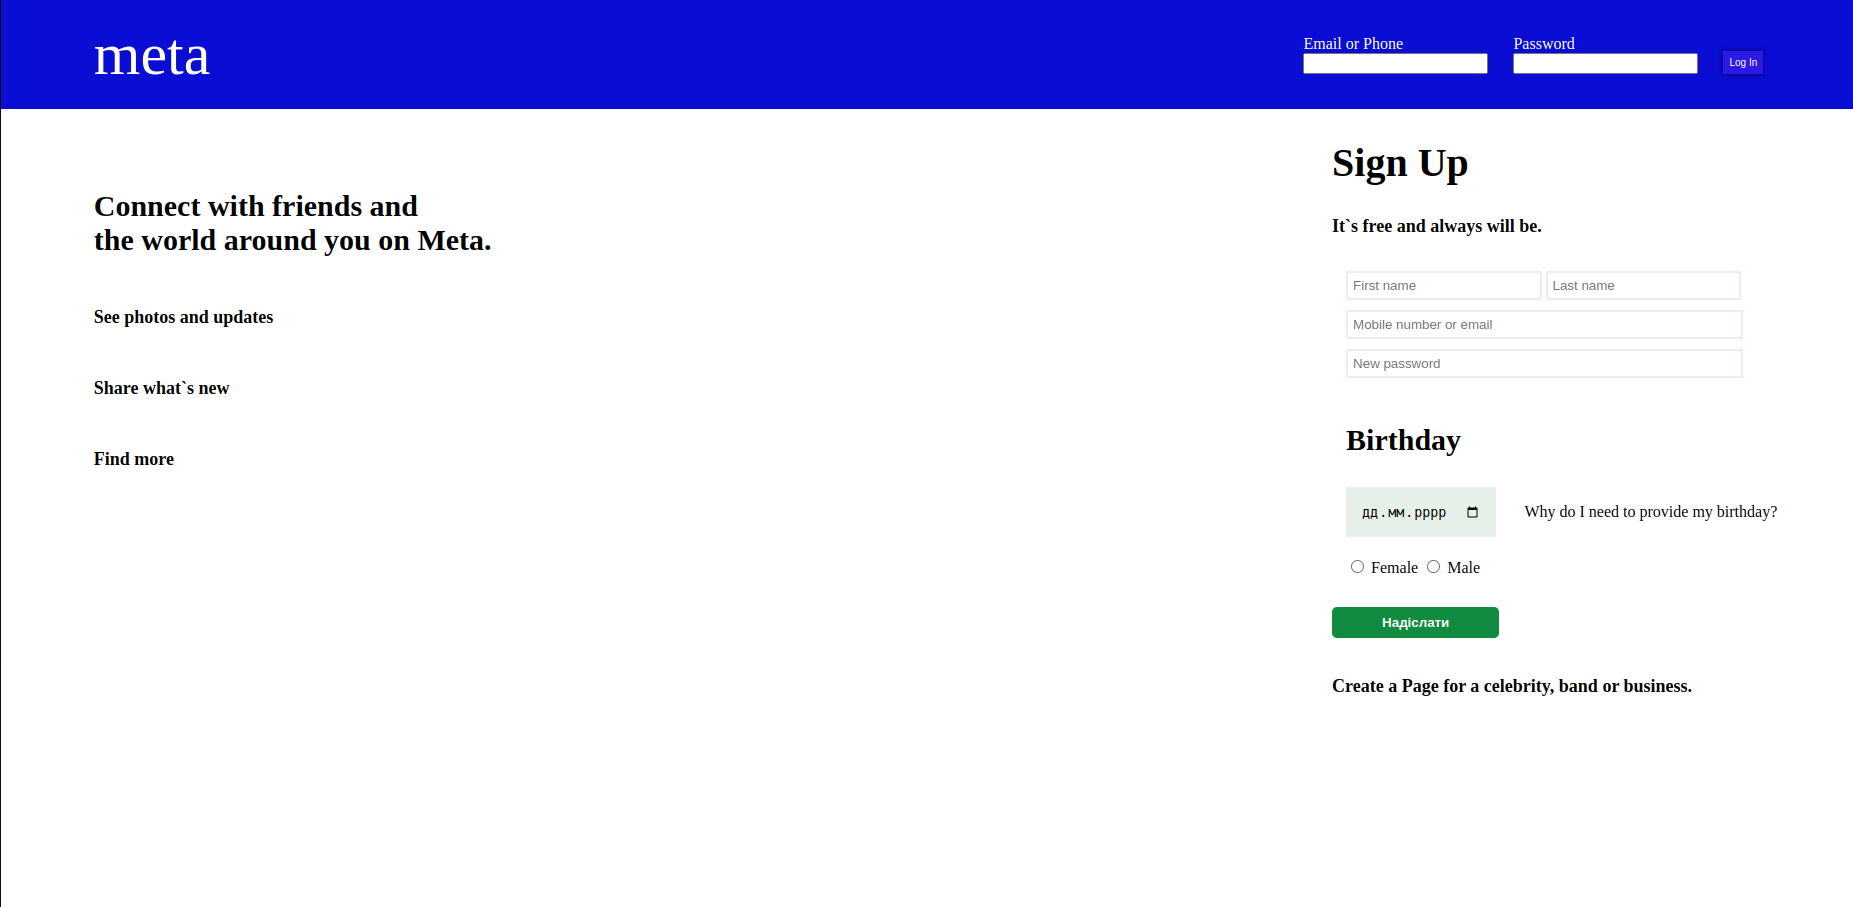 meta
Email or Phone
Password
Log In
Connect with friends and
the world around you on Meta.
See photos and updates
Share what`s new
Find more
Sign Up
It`s free and always will be.
First name
Last name
Mobile number or email
New password
Birthday
дд.мм.рррр
Why do I need to provide my birthday?
Female
Male
Надіслати
Create a Page for a celebrity, band or business.